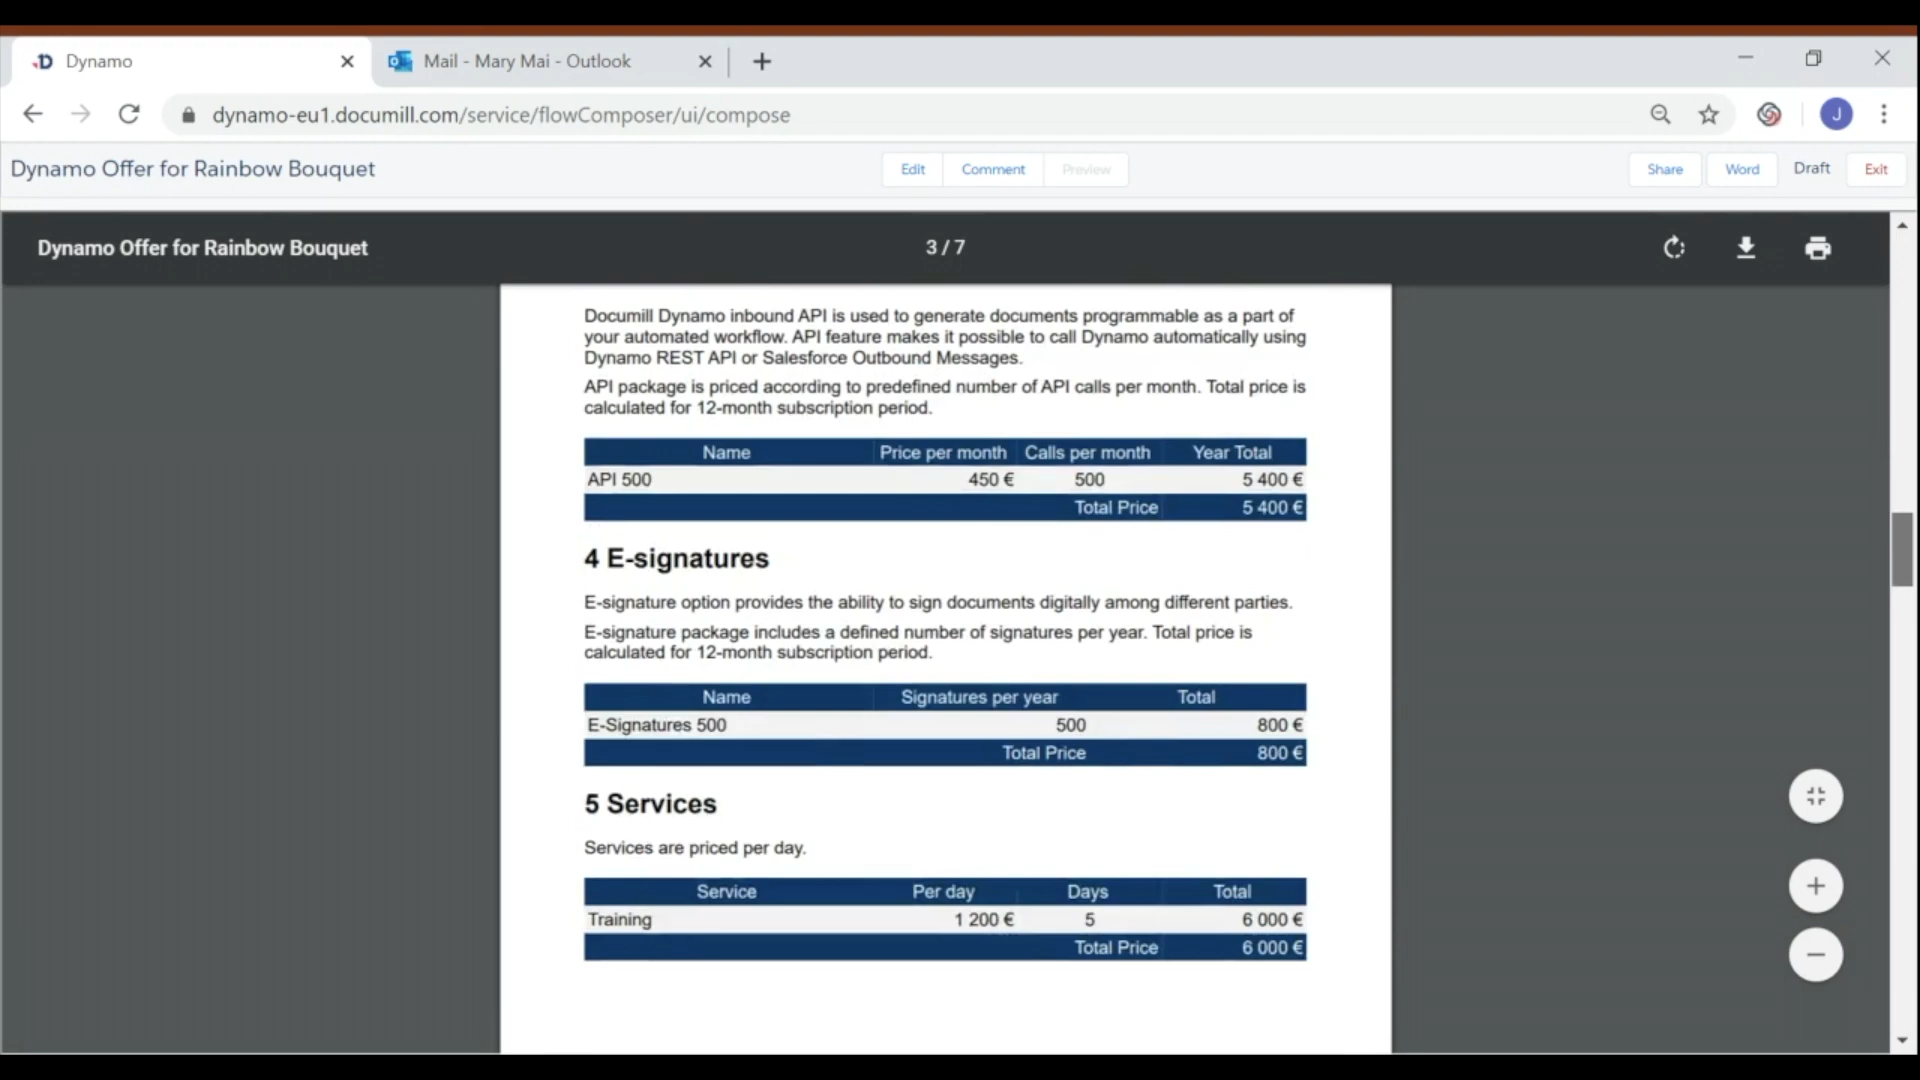 Dynamo
Mail - Mary Mai - Outlook
dynamo-eu1.documill.com/service/flowComposer/ui/compose
J
Dynamo Offer for Rainbow Bouquet
Edit
Comment
Preview
Share
Word
Draft
Exit
Dynamo Offer for Rainbow Bouquet
3 / 7
Documill Dynamo inbound API is used to generate documents programmable as a part of
your automated workflow. API feature makes it possible to call Dynamo automatically using
Dynamo REST API or Salesforce Outbound Messages.
API package is priced according to predefined number of API calls per month. Total price is
calculated for 12-month subscription period.
Name Price per month Calls per month Year Total
API 500 450 € 500 5 400 €
Total Price 5 400 €
4 E-signatures
E-signature option provides the ability to sign documents digitally among different parties.
E-signature package includes a defined number of signatures per year. Total price is
calculated for 12-month subscription period.
Name Signatures per year Total
E-Signatures 500 500 800 €
Total Price 800 €
5 Services
Services are priced per day.
Service Per day Days Total
Training 1 200 € 5 6 000 €
Total Price 6 000 €